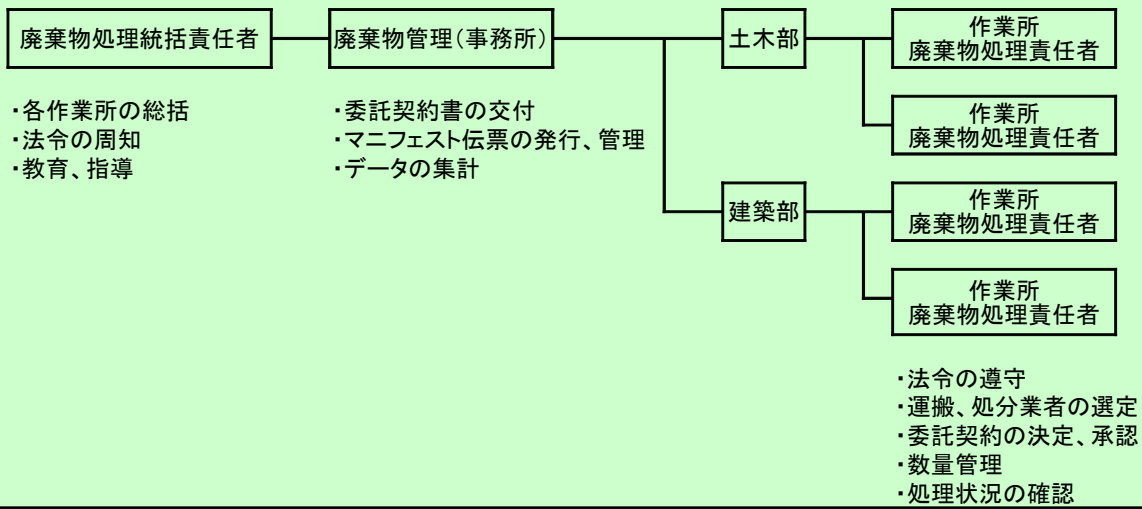 廃棄物処理統括責任者
廃棄物管理（事務所）
土木部
作業所
廃棄物処理責任者
作業所
廃棄物処理責任者
・各作業所の総括
・法令の周知
・教育、指導
・委託契約書の交付
・マニフェスト伝票の発行、管理
・データの集計
建築部
作業所
廃棄物処理責任者
作業所
廃棄物処理責任者
・法令の遵守
・運搬、処分業者の選定
・委託契約の決定、承認
・数量管理
・処理状況の確認